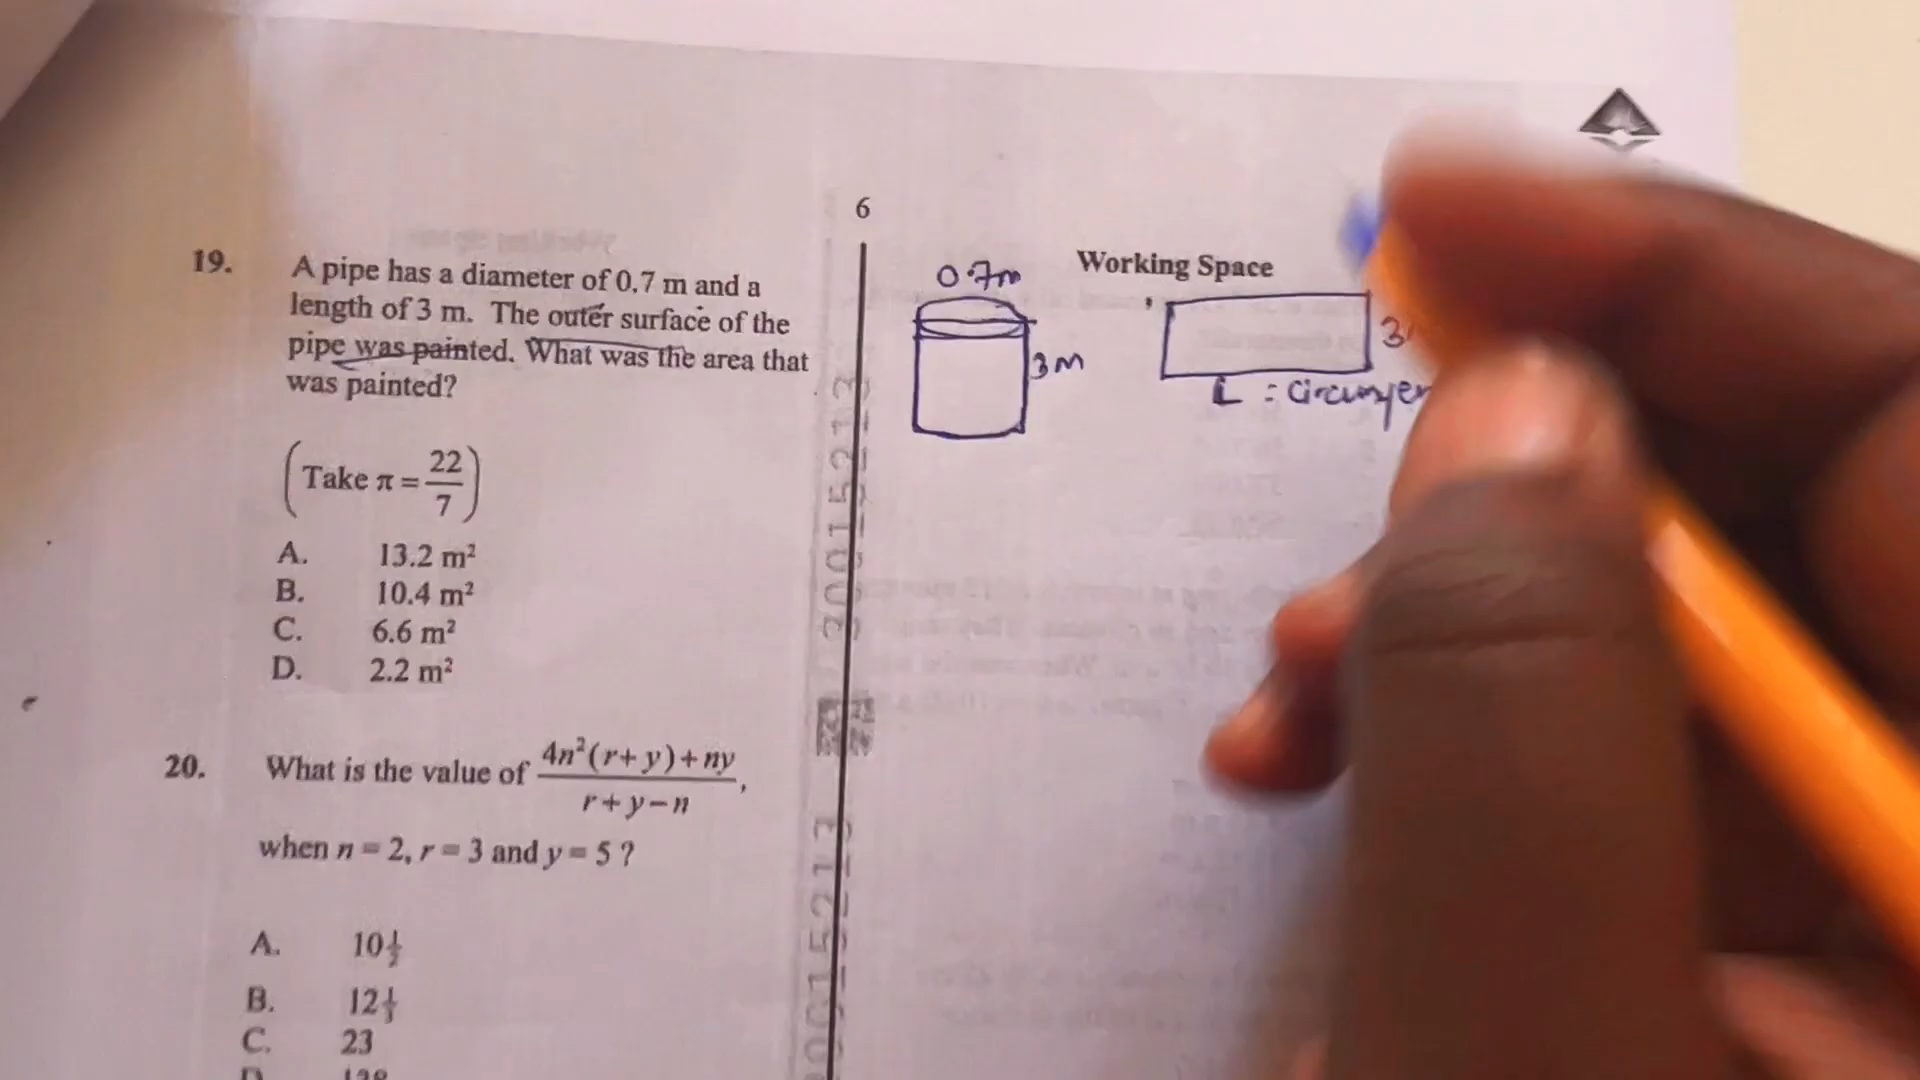 6
19. A pipe has a diameter of 0.7 m and a
length of 3 m. The outer surface of the
pipe was painted. What was the area that
was painted?
(Take π = 22/7)
A. 13.2 m²
B. 10.4 m²
C. 6.6 m²
D. 2.2 m²
Working Space
0.7m
3m
L = Circumfer
20. What is the value of 4n²(r+y)+ny / r+y−n,
when n = 2, r = 3 and y = 5 ?
A. 10½
B. 12⅓
C. 23